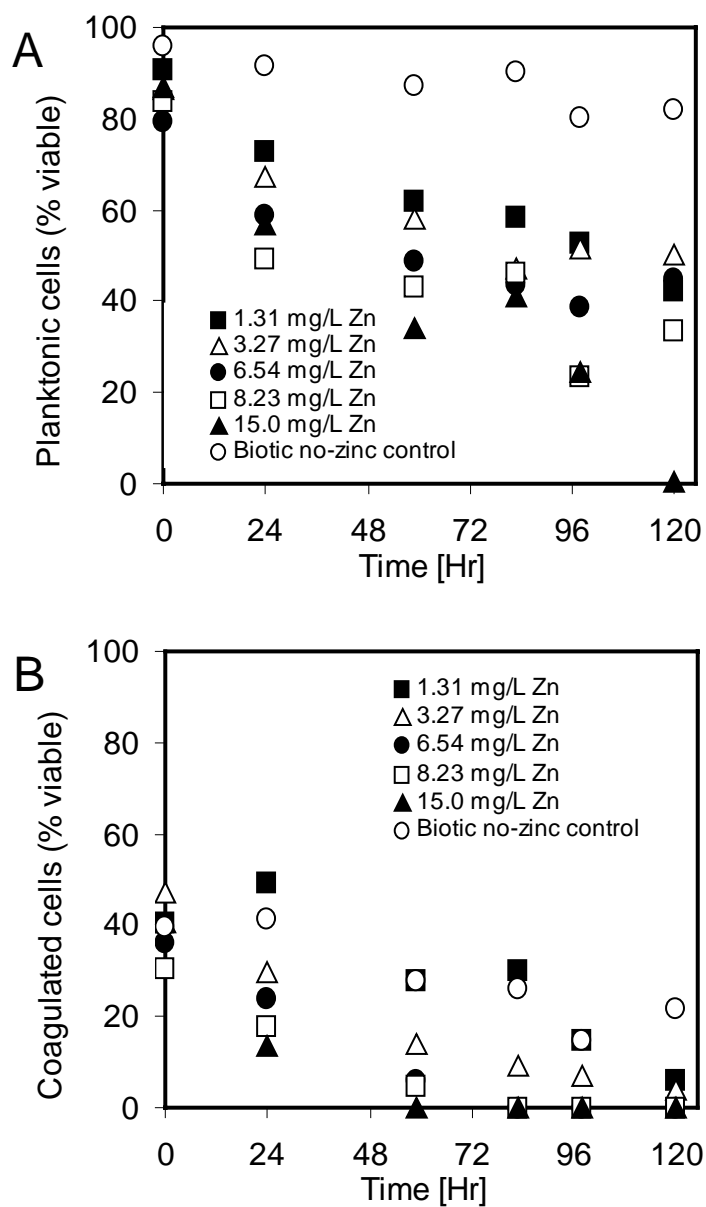 A
Planktonic cells (% viable)
100
80
60
40
20
0
1.31 mg/L Zn
3.27 mg/L Zn
6.54 mg/L Zn
8.23 mg/L Zn
15.0 mg/L Zn
Biotic no-zinc control
0 24 48 72 96 120
Time [Hr]
B
Coagulated cells (% viable)
100
80
60
40
20
0
1.31 mg/L Zn
3.27 mg/L Zn
6.54 mg/L Zn
8.23 mg/L Zn
15.0 mg/L Zn
Biotic no-zinc control
0 24 48 72 96 120
Time [Hr]